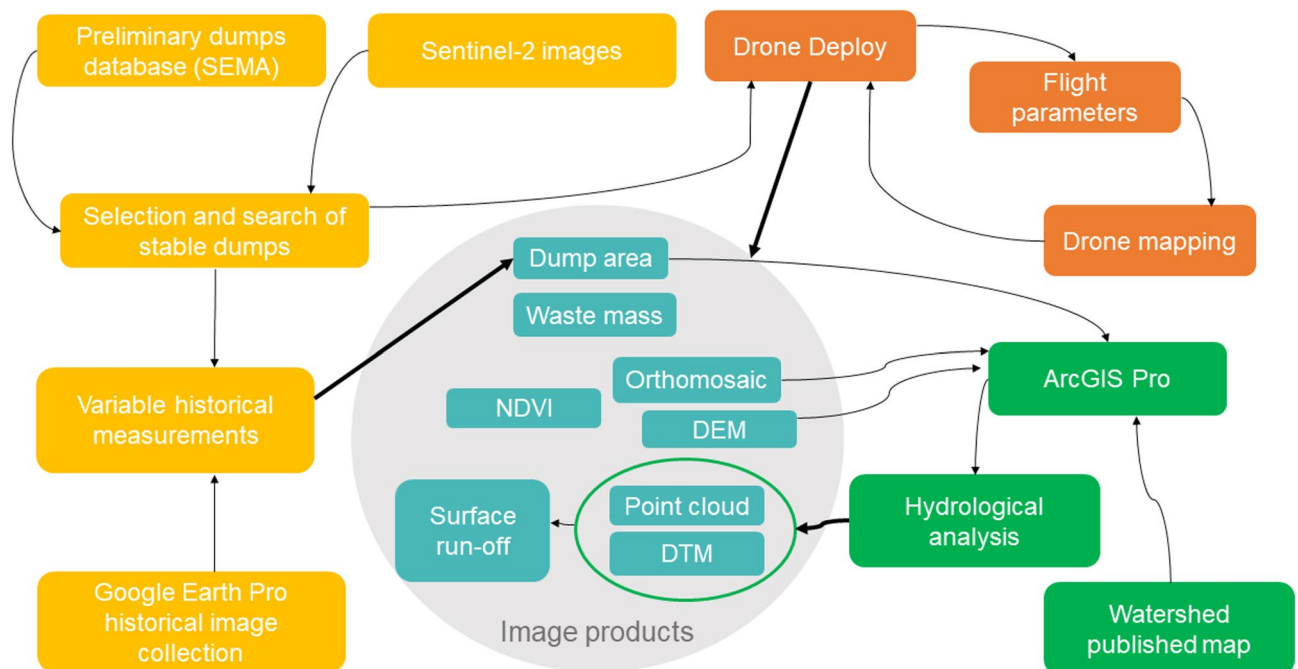 Preliminary dumps
database (SEMA)
Sentinel-2 images
Drone Deploy
Flight
parameters
Selection and search of
stable dumps
Drone mapping
Dump area
Waste mass
Orthomosaic
ArcGIS Pro
Variable historical
measurements
NDVI
DEM
Point cloud
DTM
Surface
run-off
Hydrological
analysis
Google Earth Pro
historical image
collection
Image products
Watershed
published map